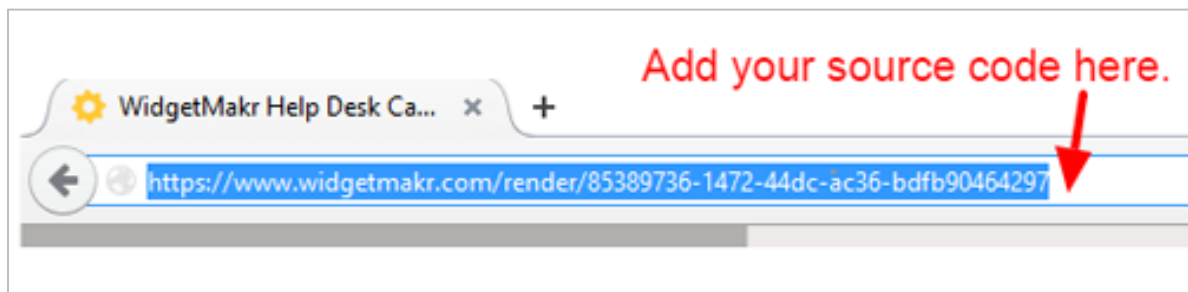 Add your source code here.
WidgetMakr Help Desk Ca...
https://www.widgetmakr.com/render/85389736-1472-44dc-ac36-bdfb90464297